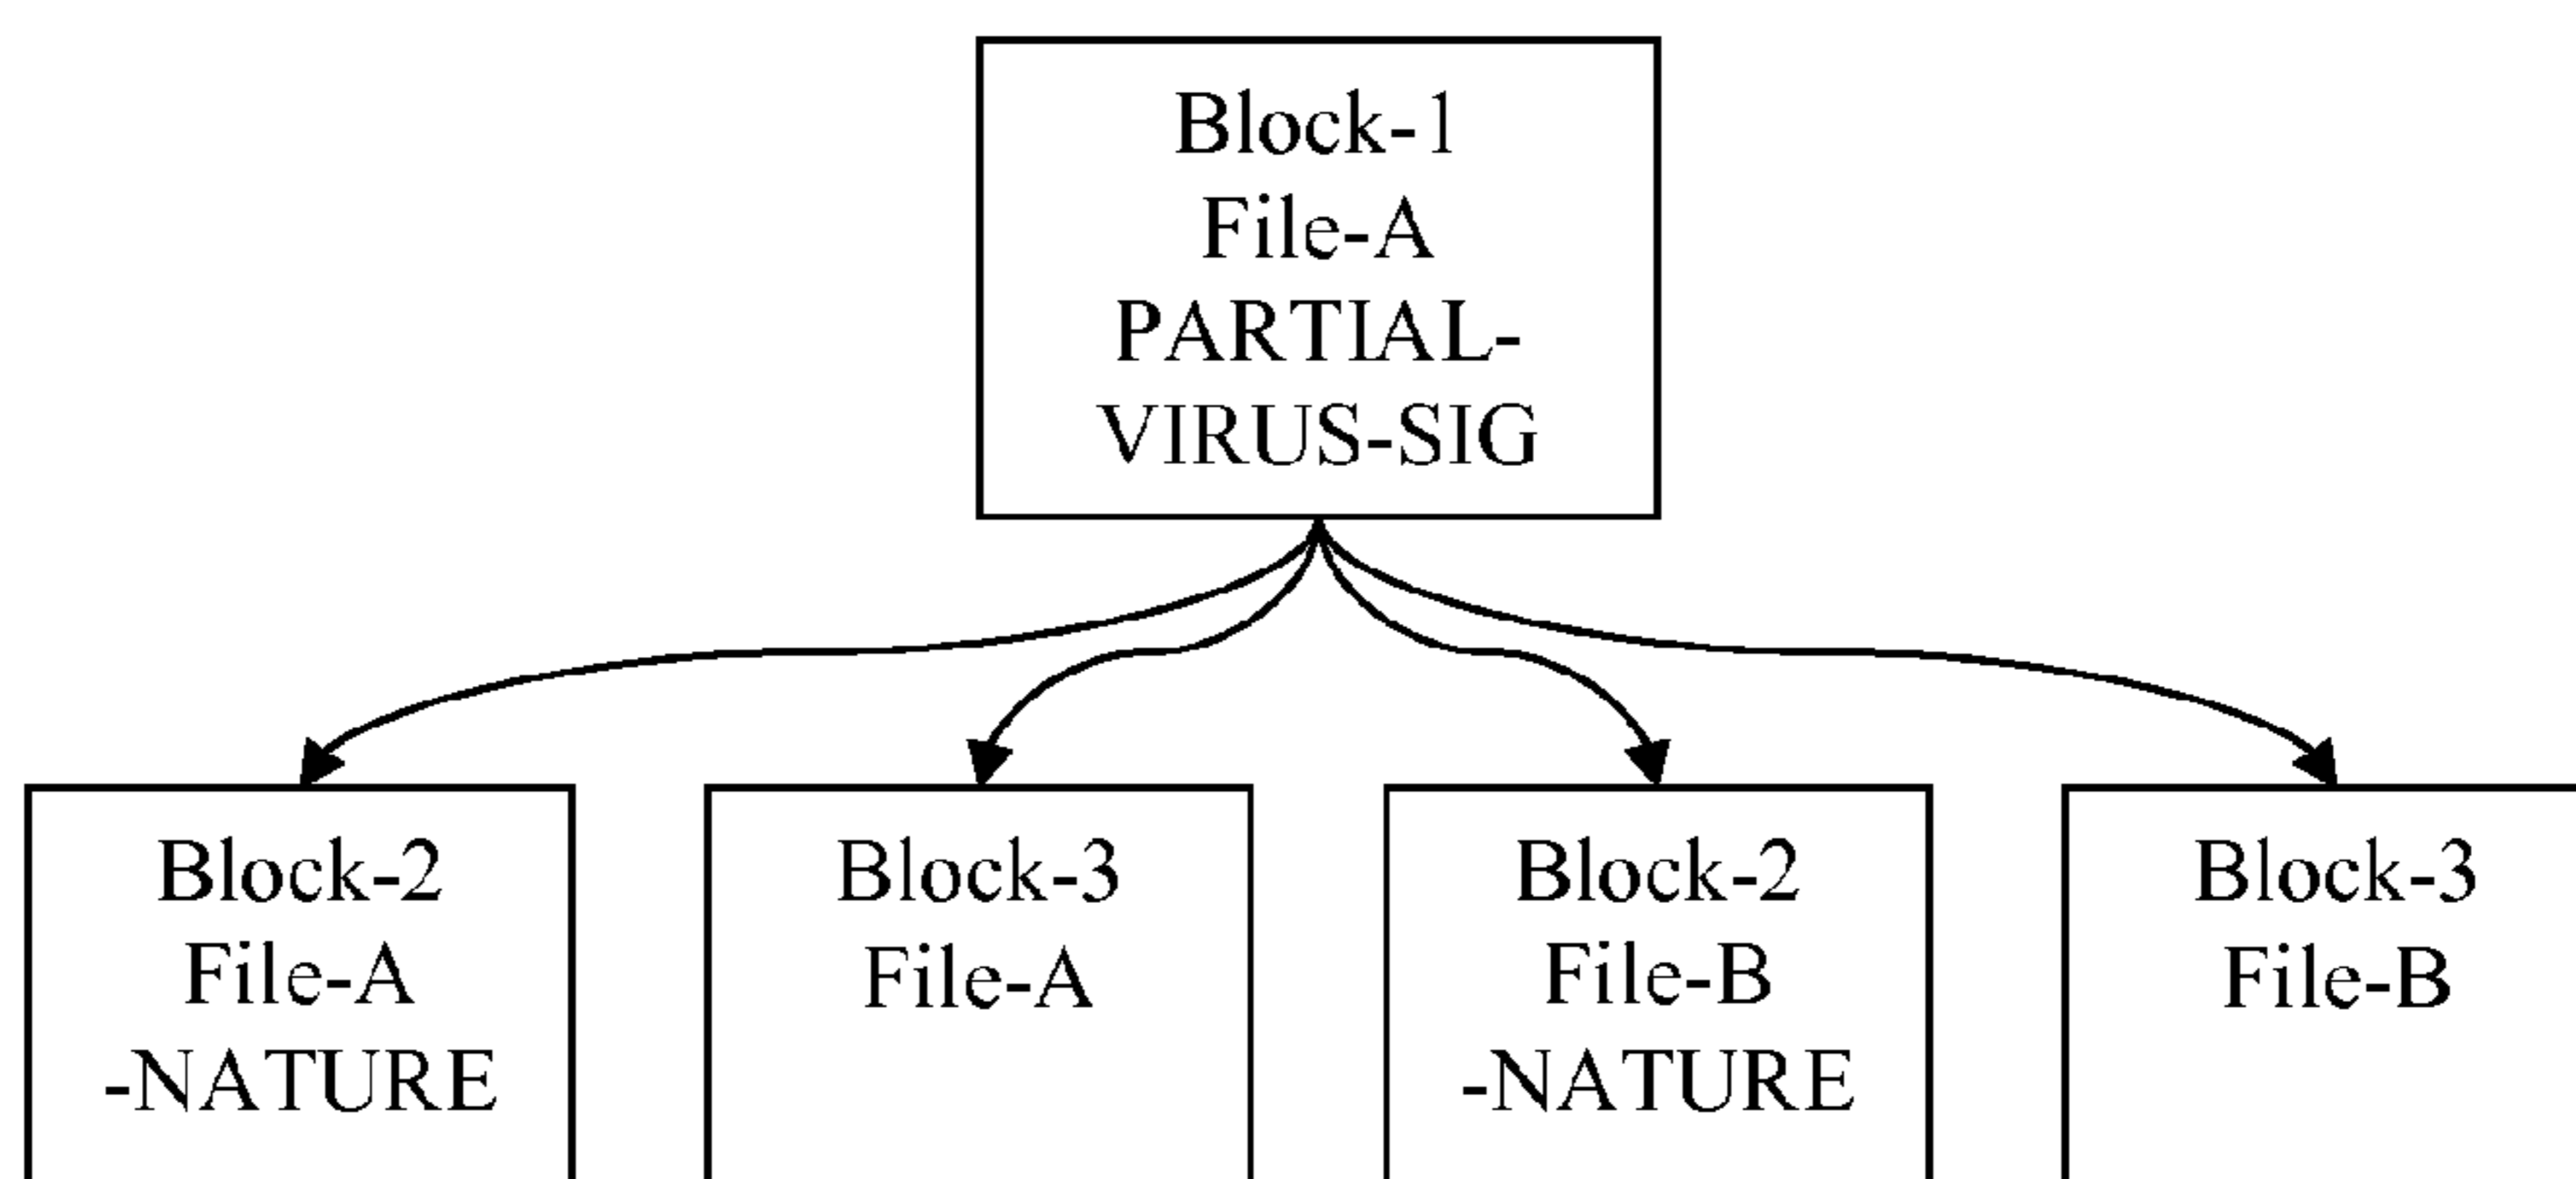 Block-1
File-A
PARTIAL-
VIRUS-SIG
Block-2
File-A
-NATURE
Block-3
File-A
Block-2
File-B
-NATURE
Block-3
File-B